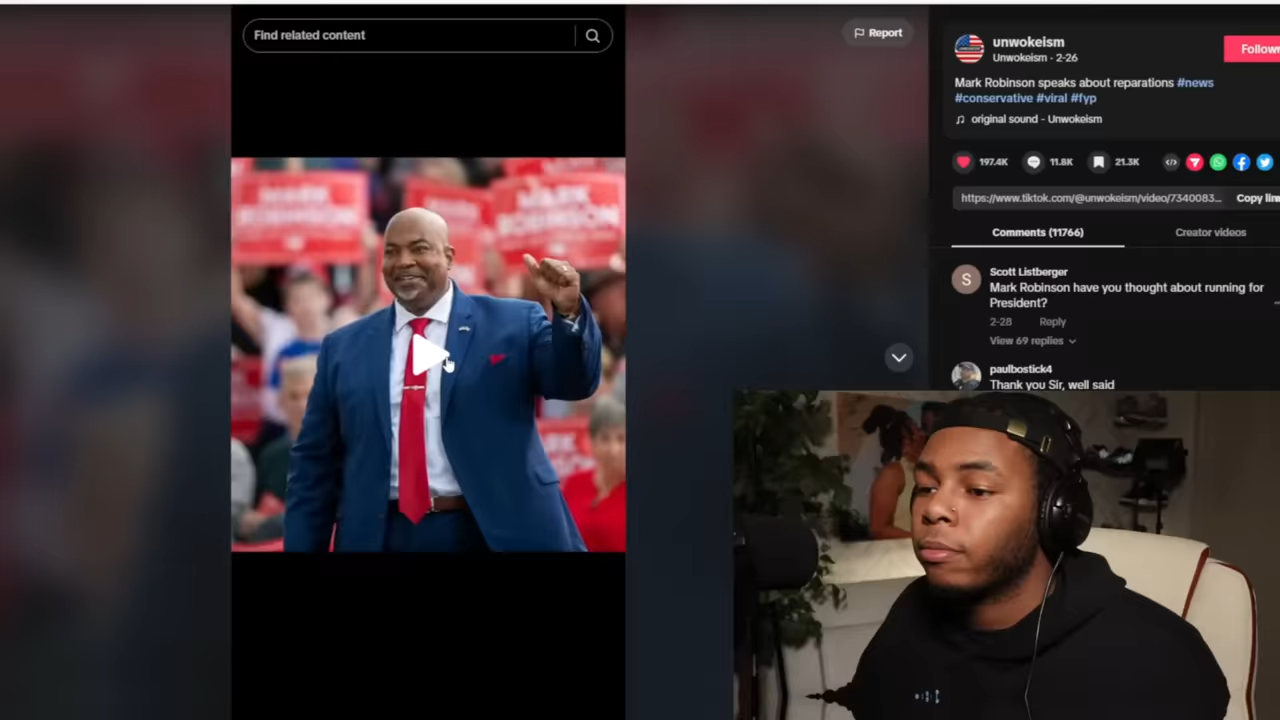 Find related content
Report
MARK
ROBINSON
MARK
ROBINSON
unwokeism
Unwokeism - 2-26
Follow
Mark Robinson speaks about reparations #news
#conservative #viral #fyp
original sound - Unwokeism
197.4K
11.8K
21.3K
https://www.tiktok.com/@unwokeism/video/7340083...
Copy lin
Comments (11766)
Creator videos
S
Scott Listberger
Mark Robinson have you thought about running for
President?
2-28
Reply
View 69 replies
paulbostick4
Thank you Sir, well said